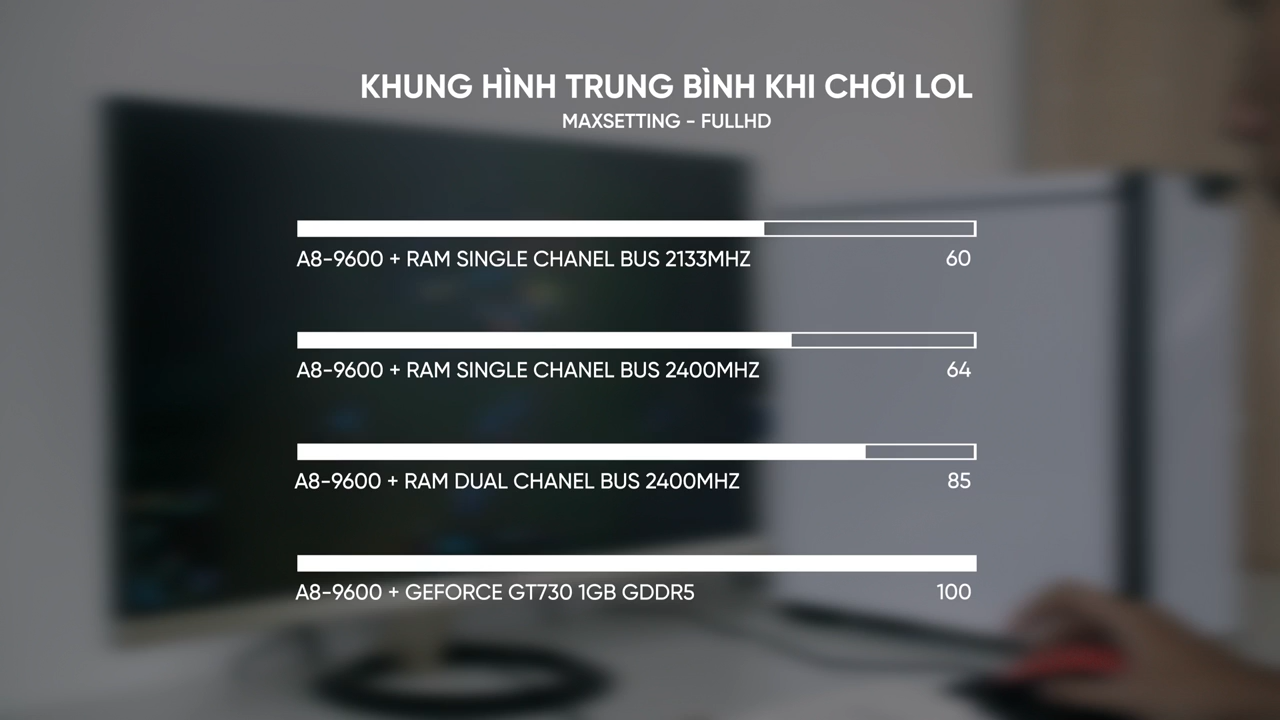 KHUNG HÌNH TRUNG BÌNH KHI CHƠI LOL
MAXSETTING - FULLHD
A8-9600 + RAM SINGLE CHANEL BUS 2133MHZ 60
A8-9600 + RAM SINGLE CHANEL BUS 2400MHZ 64
A8-9600 + RAM DUAL CHANEL BUS 2400MHZ 85
A8-9600 + GEFORCE GT730 1GB GDDR5 100